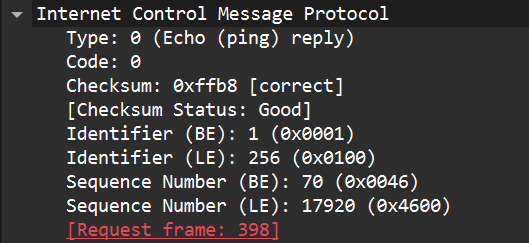 Internet Control Message Protocol
Type: 0 (Echo (ping) reply)
Code: 0
Checksum: 0xffb8 [correct]
[Checksum Status: Good]
Identifier (BE): 1 (0x0001)
Identifier (LE): 256 (0x0100)
Sequence Number (BE): 70 (0x0046)
Sequence Number (LE): 17920 (0x4600)
[Request frame: 398]